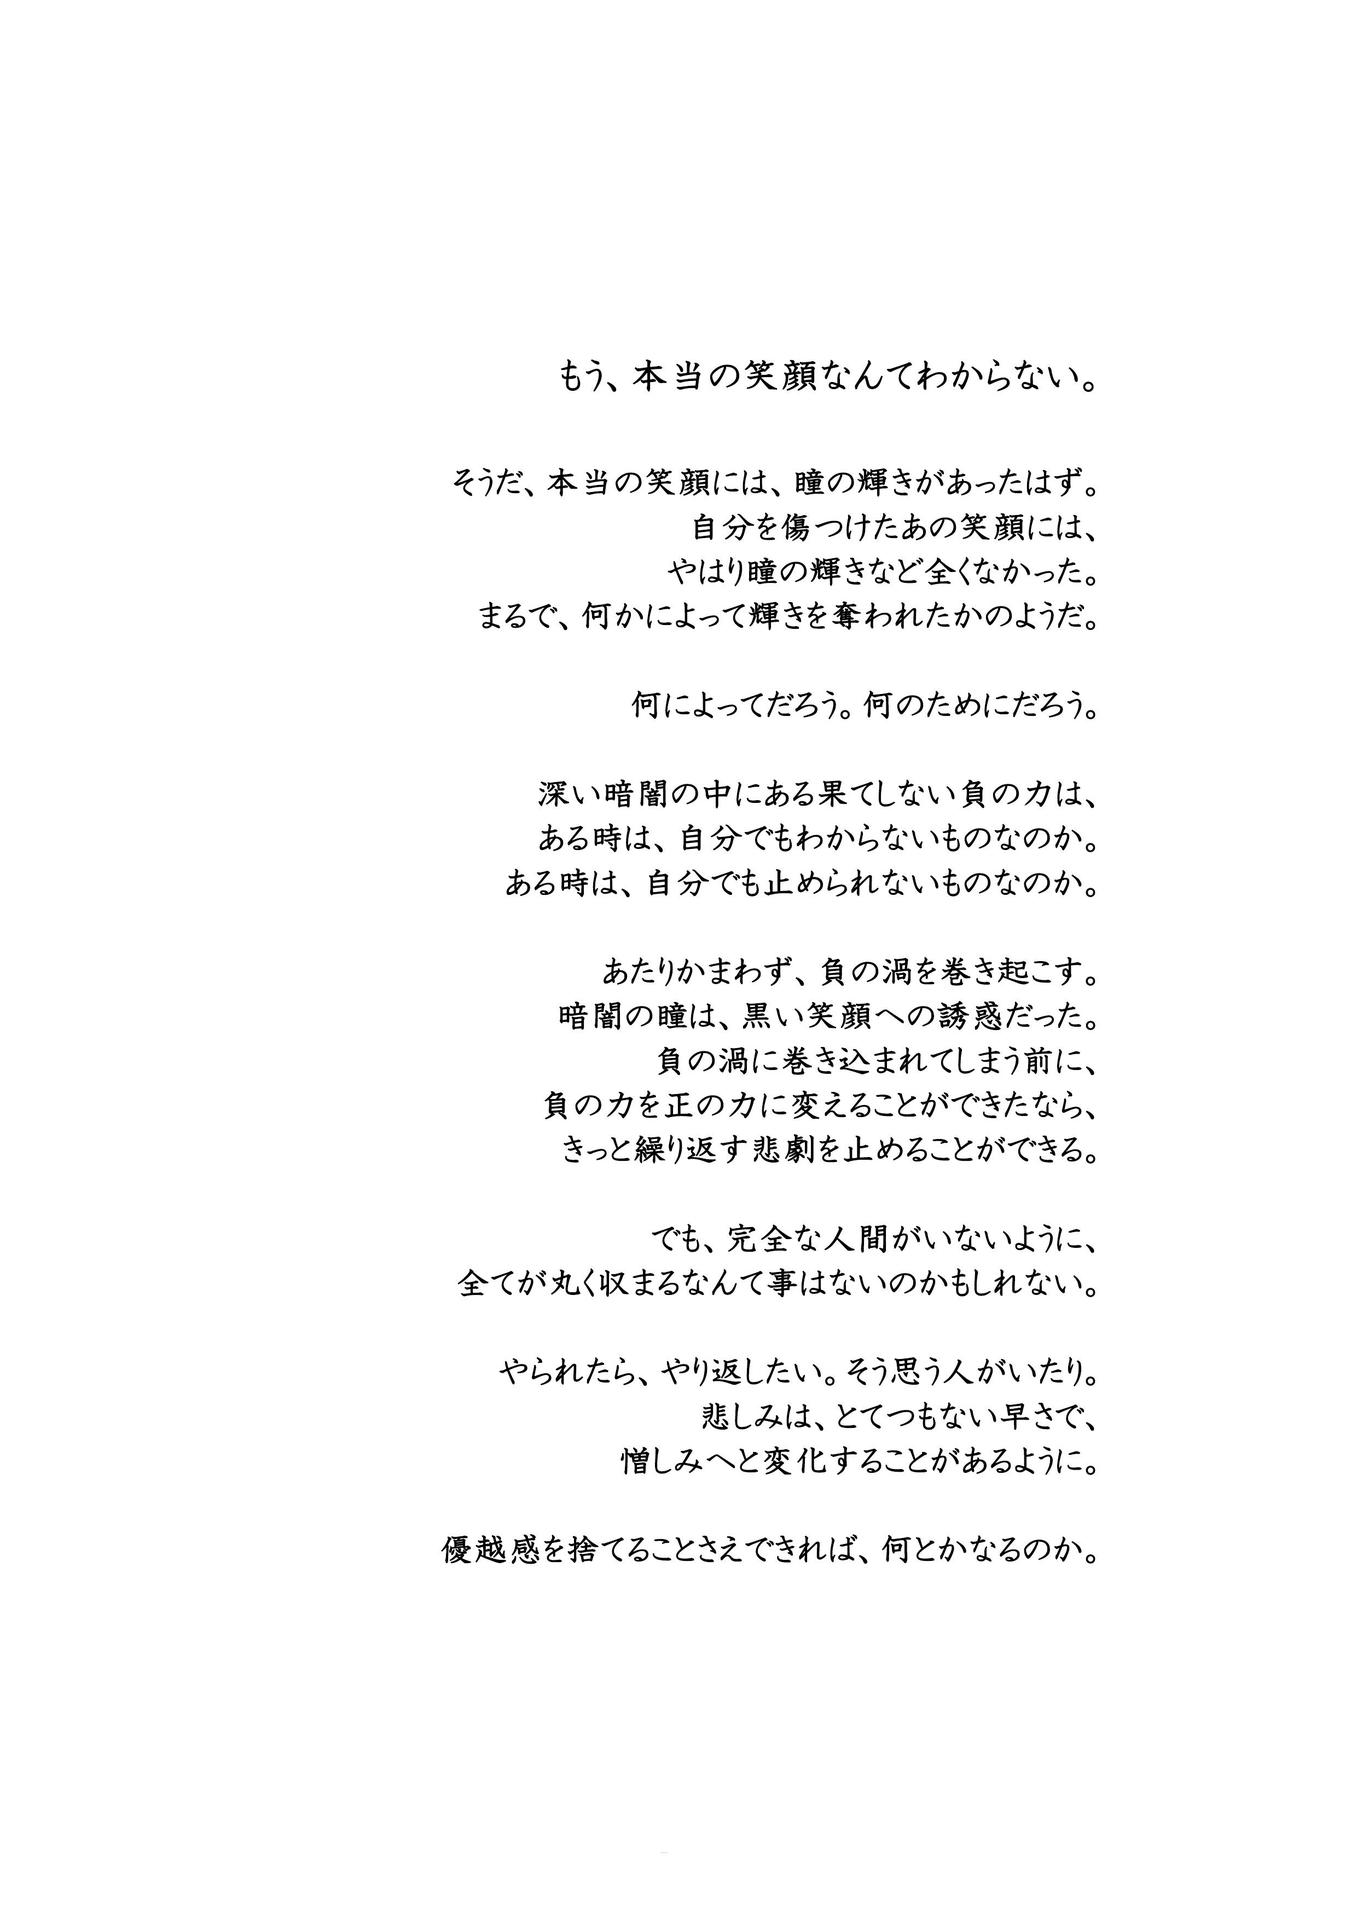 もう、本当の笑顔なんてわからない。
そうだ、本当の笑顔には、瞳の輝きがあったはず。
自分を傷つけたあの笑顔には、
やはり瞳の輝きなど全くなかった。
まるで、何かによって輝きを奪われたかのようだ。
何によってだろう。何のためにだろう。
深い暗闇の中にある果てしない負の力は、
ある時は、自分でもわからないものなのか。
ある時は、自分でも止められないものなのか。
あたりかまわず、負の渦を巻き起こす。
暗闇の瞳は、黒い笑顔への誘惑だった。
負の渦に巻き込まれてしまう前に、
負の力を正の力に変えることができたなら、
きっと繰り返す悲劇を止めることができる。
でも、完全な人間がいないように、
全てが丸く収まるなんて事はないのかもしれない。
やられたら、やり返したい。そう思う人がいたり。
悲しみは、とてつもない早さで、
憎しみへと変化することがあるように。
優越感を捨てることさえできれば、何とかなるのか。